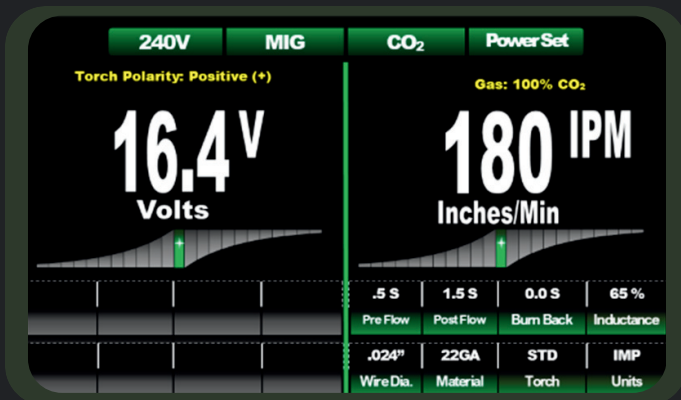 240V MIG CO₂ Power Set
Torch Polarity: Positive (+)
Gas: 100% CO₂
16.4 V
Volts
180 IPM
Inches/Min
.5 S 1.5 S 0.0 S 65 %
Pre Flow Post Flow Burn Back Inductance
.024” 22GA STD IMP
Wire Dia. Material Torch Units